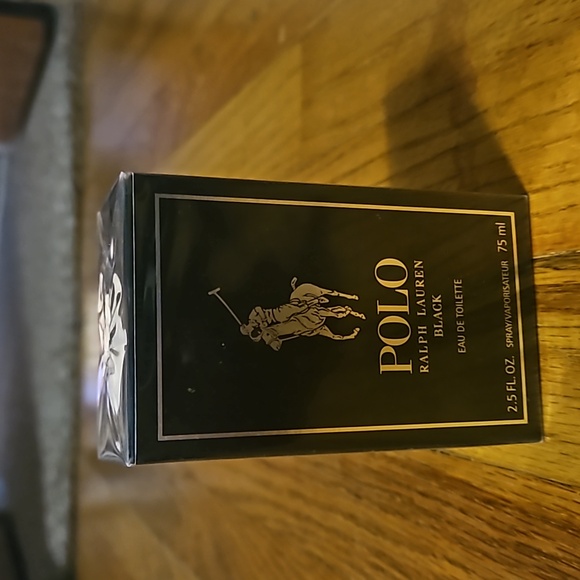 POLO
RALPH LAUREN
BLACK
EAU DE TOILETTE
2.5 FL. OZ. SPRAY/VAPORISATEUR 75 ml